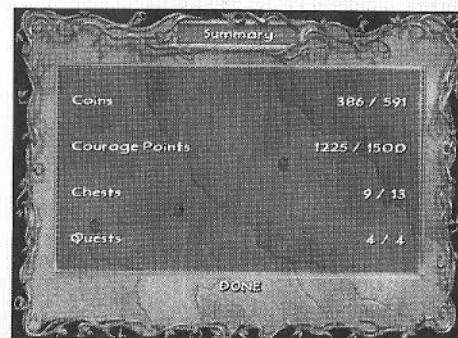 Summary
Coins 386 / 591
Courage Points 1225 / 1500
Chests 9 / 13
Quests 4 / 4
DONE